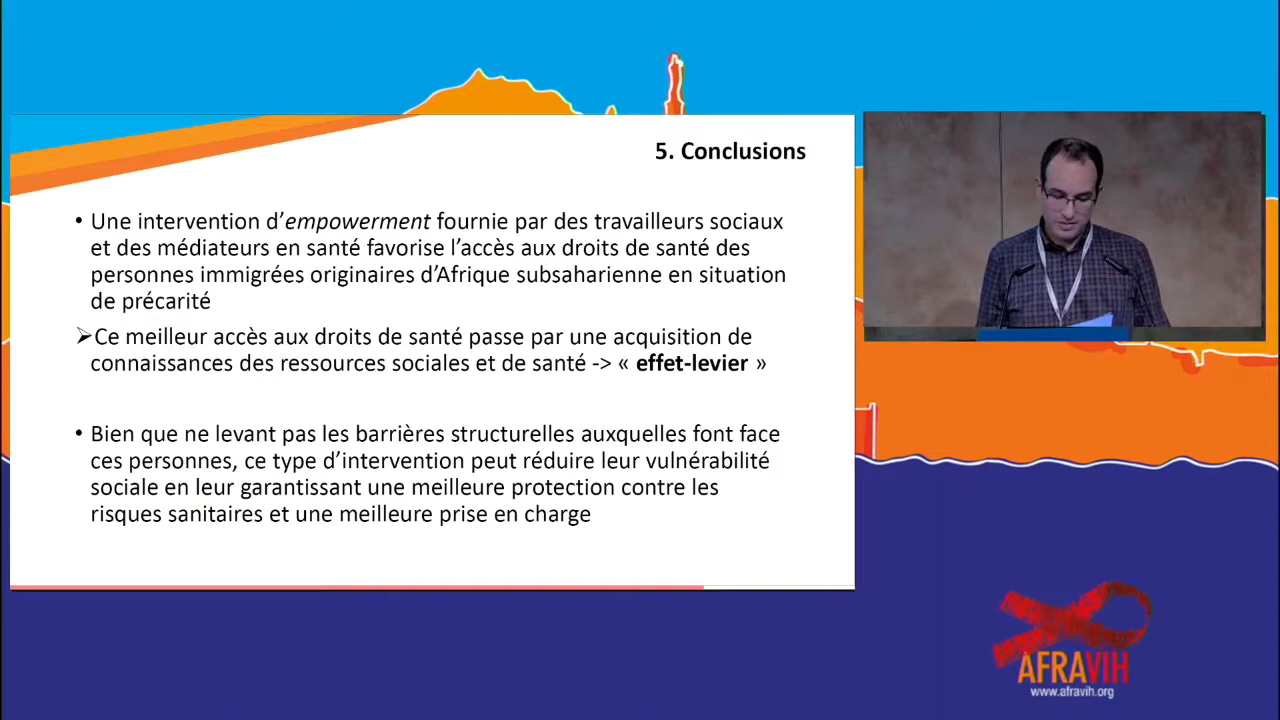 5. Conclusions
• Une intervention d’empowerment fournie par des travailleurs sociaux
et des médiateurs en santé favorise l’accès aux droits de santé des
personnes immigrées originaires d’Afrique subsaharienne en situation
de précarité
➢Ce meilleur accès aux droits de santé passe par une acquisition de
connaissances des ressources sociales et de santé -> « effet-levier »
• Bien que ne levant pas les barrières structurelles auxquelles font face
ces personnes, ce type d’intervention peut réduire leur vulnérabilité
sociale en leur garantissant une meilleure protection contre les
risques sanitaires et une meilleure prise en charge
AFRAVIH
www.afravih.org